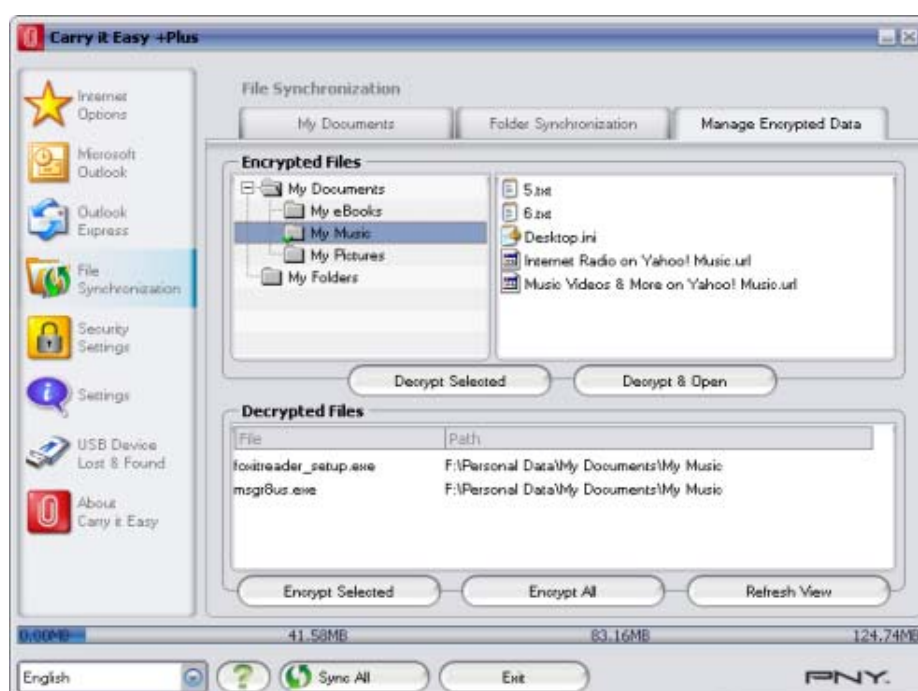 Carry it Easy +Plus
Internet
Options
Microsoft
Outlook
Outlook
Express
File
Synchronization
Security
Settings
Settings
USB Device
Lost & Found
About
Carry it Easy
File Synchronization
My Documents
Folder Synchronization
Manage Encrypted Data
Encrypted Files
My Documents
My eBooks
My Music
My Pictures
My Folders
5.txt
6.txt
Desktop.ini
Internet Radio on Yahoo! Music.url
Music Videos & More on Yahoo! Music.url
Decrypt Selected
Decrypt & Open
Decrypted Files
File Path
foxitreader_setup.exe F:\Personal Data\My Documents\My Music
msgr8us.exe F:\Personal Data\My Documents\My Music
Encrypt Selected
Encrypt All
Refresh View
0.00MB 41.58MB 83.16MB 124.74MB
English
?
Sync All
Exit
PNY.